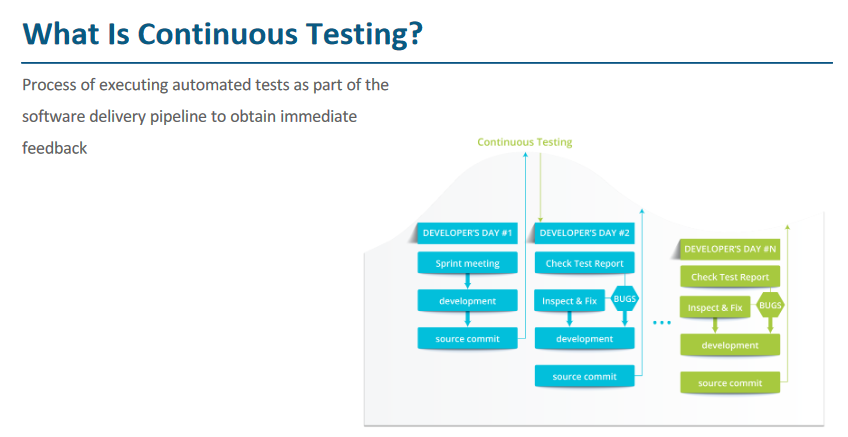 What Is Continuous Testing?
Process of executing automated tests as part of the
software delivery pipeline to obtain immediate
feedback
Continuous Testing
DEVELOPER'S DAY #1
Sprint meeting
development
source commit
DEVELOPER'S DAY #2
Check Test Report
Inspect & Fix
BUGS
development
source commit
...
DEVELOPER'S DAY #N
Check Test Report
Inspect & Fix
BUGS
development
source commit